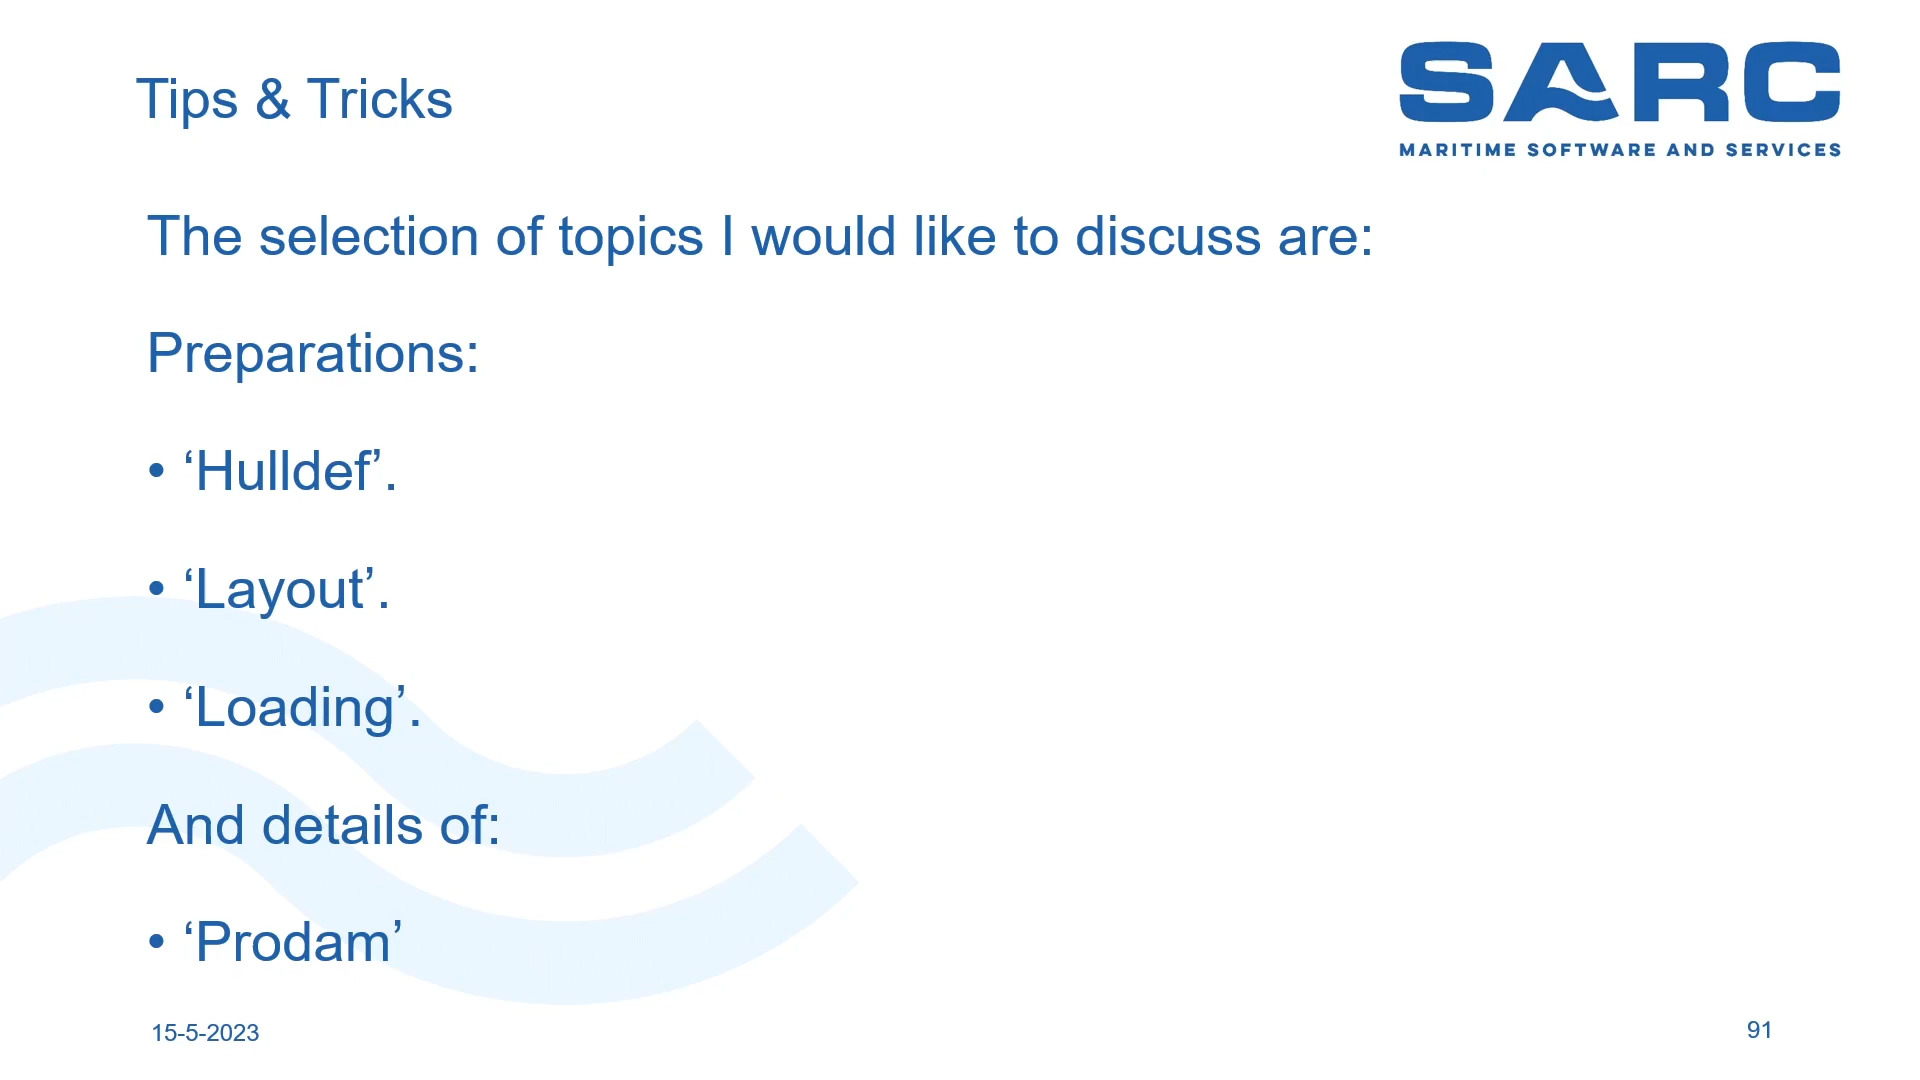 Tips & Tricks
SARC
MARITIME SOFTWARE AND SERVICES
The selection of topics I would like to discuss are:
Preparations:
• ‘Hulldef’.
• ‘Layout’.
• ‘Loading’.
And details of:
• ‘Prodam’
15-5-2023
91